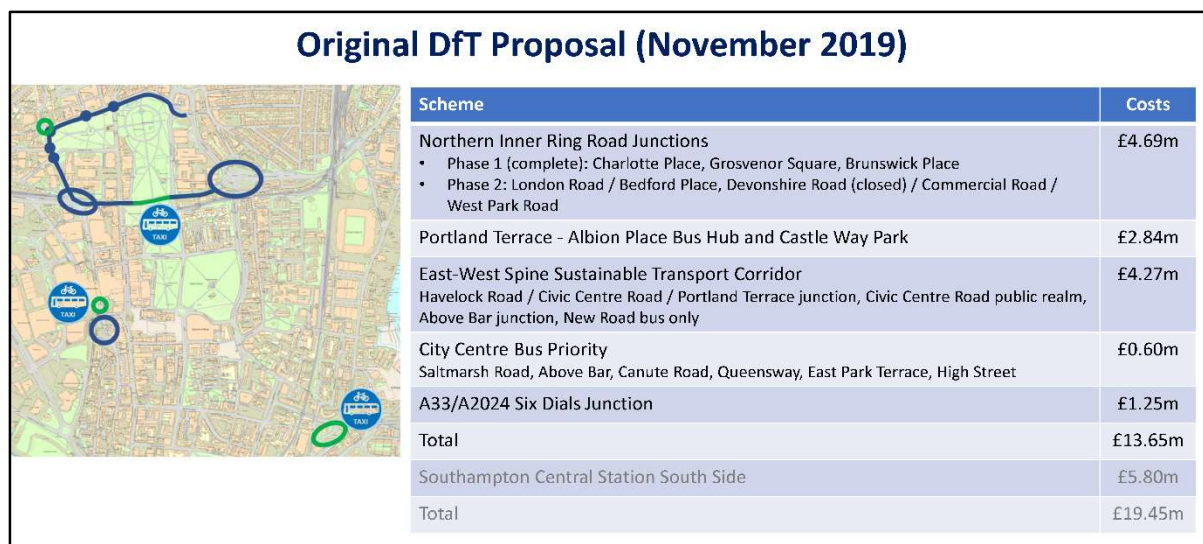 Original DfT Proposal (November 2019)
TAXI
TAXI
TAXI
Scheme Costs
Northern Inner Ring Road Junctions £4.69m
• Phase 1 (complete): Charlotte Place, Grosvenor Square, Brunswick Place
• Phase 2: London Road / Bedford Place, Devonshire Road (closed) / Commercial Road /
West Park Road
Portland Terrace - Albion Place Bus Hub and Castle Way Park £2.84m
East-West Spine Sustainable Transport Corridor £4.27m
Havelock Road / Civic Centre Road / Portland Terrace junction, Civic Centre Road public realm,
Above Bar junction, New Road bus only
City Centre Bus Priority £0.60m
Saltmarsh Road, Above Bar, Canute Road, Queensway, East Park Terrace, High Street
A33/A2024 Six Dials Junction £1.25m
Total £13.65m
Southampton Central Station South Side £5.80m
Total £19.45m